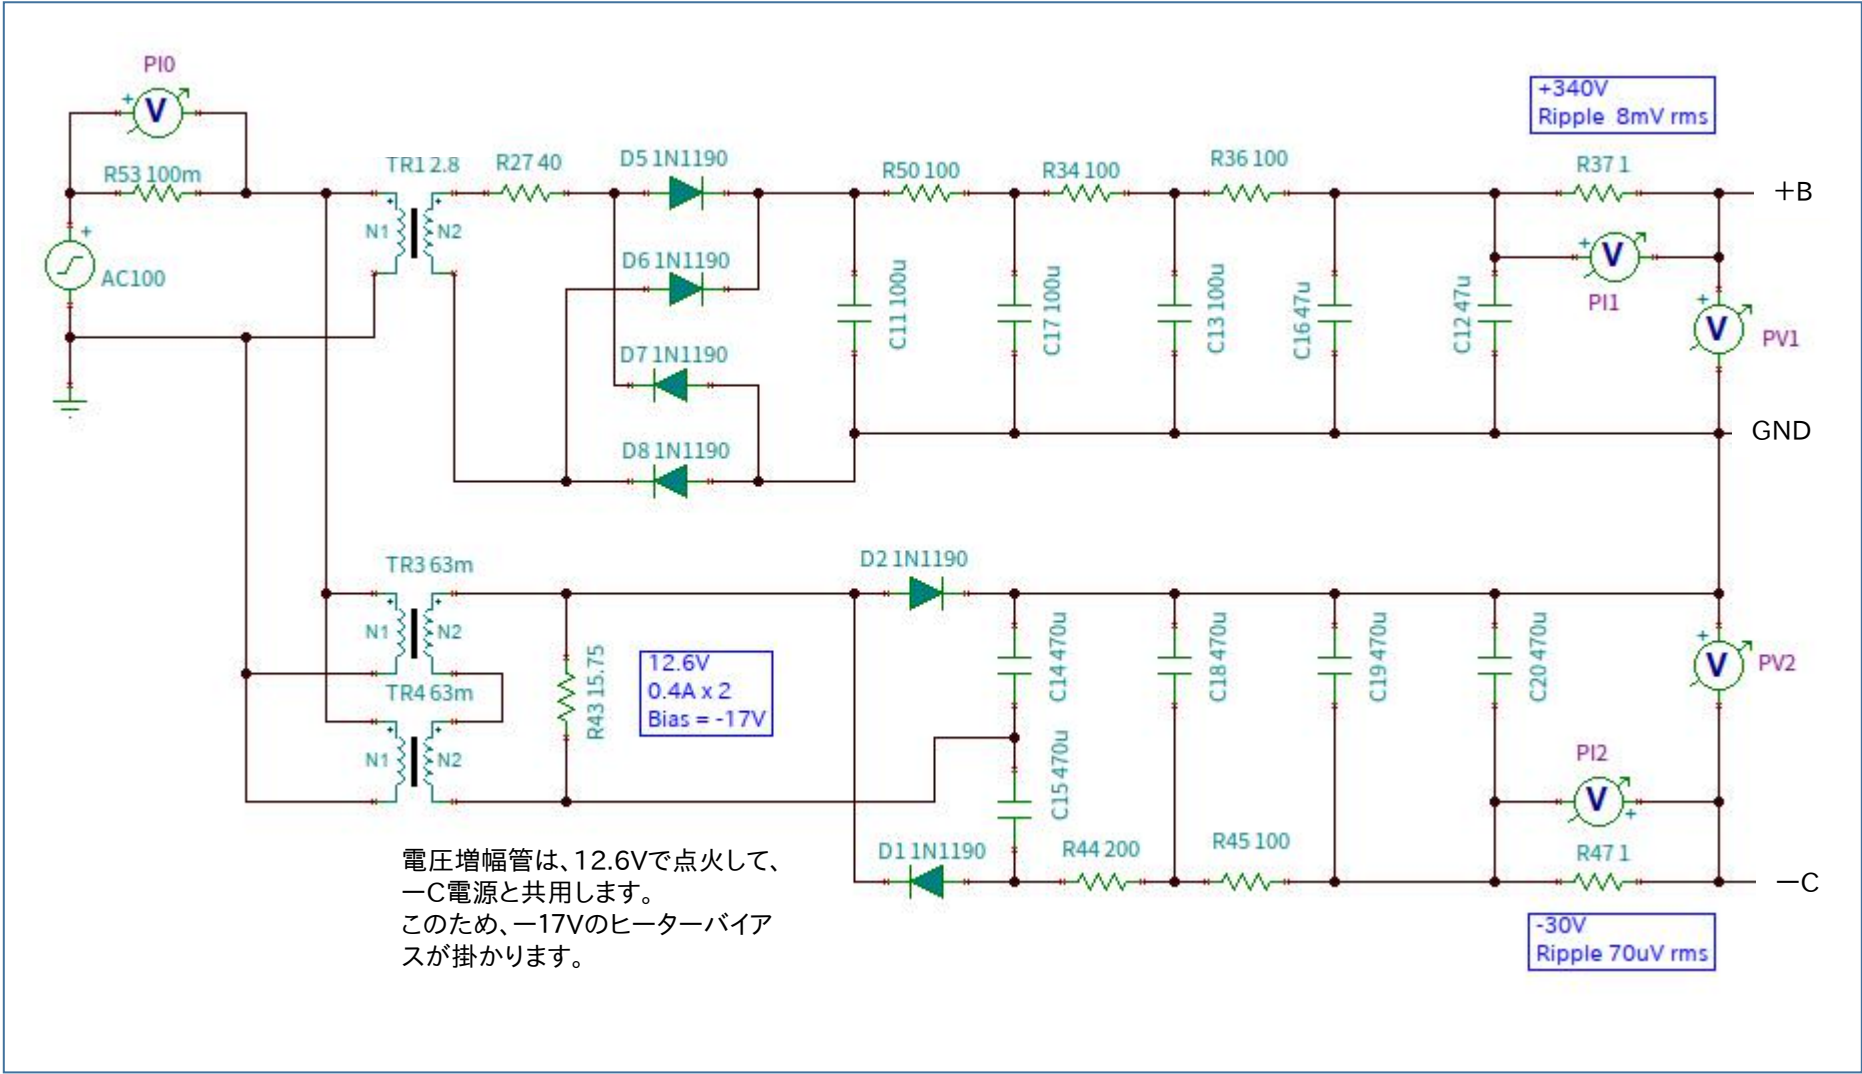 PI0
V
R53 100m
AC100
TR1 2.8
N1
N2
R27 40
D5 1N1190
D6 1N1190
D7 1N1190
D8 1N1190
R50 100
R34 100
R36 100
+340V
Ripple 8mV rms
R37 1
+B
C11 100u
C17 100u
C13 100u
C16 47u
C12 47u
V
PI1
V
PV1
GND
TR3 63m
N1
N2
TR4 63m
N1
N2
R43 15.75
12.6V
0.4A x 2
Bias = -17V
D2 1N1190
C14 470u
C18 470u
C19 470u
C20 470u
V
PV2
C15 470u
PI2
V
D1 1N1190
R44 200
R45 100
R47 1
ーC
電圧増幅管は、12.6Vで点火して、
ーC電源と共用します。
このため、ー17Vのヒーターバイア
スが掛かります。
-30V
Ripple 70uV rms